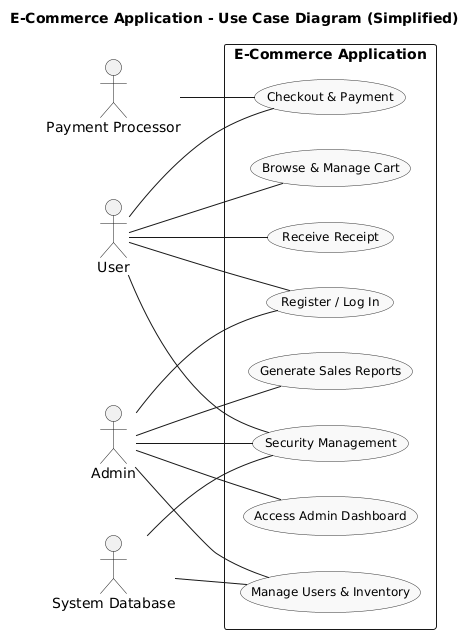 E-Commerce Application - Use Case Diagram (Simplified)
E-Commerce Application
Checkout & Payment
Payment Processor
Browse & Manage Cart
Receive Receipt
User
Register / Log In
Generate Sales Reports
Security Management
Admin
Access Admin Dashboard
Manage Users & Inventory
System Database